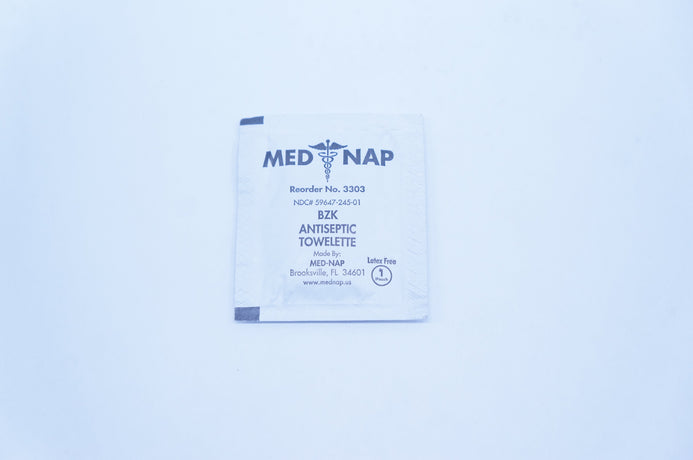 MED NAP
Reorder No. 3303
NDC# 59647-245-01
BZK
ANTISEPTIC
TOWELETTE
Made By:
MED-NAP
Brooksville, FL 34601
www.mednap.us
Latex Free
1
Pouch